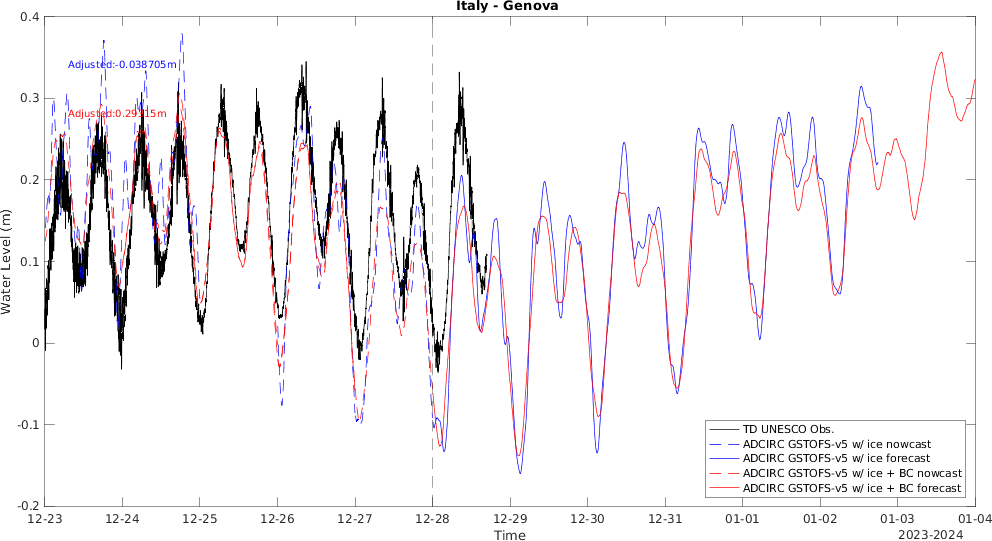 Italy - Genova
Water Level (m)
0.4
0.3
0.2
0.1
0
-0.1
-0.2
Adjusted:-0.038705m
TD UNESCO Obs.
ADCIRC GSTOFS-v5 w/ ice nowcast
ADCIRC GSTOFS-v5 w/ ice forecast
ADCIRC GSTOFS-v5 w/ ice + BC nowcast
ADCIRC GSTOFS-v5 w/ ice + BC forecast
12-23 12-24 12-25 12-26 12-27 12-28 12-29 12-30 12-31 01-01 01-02 01-03 01-04
Time
2023-2024